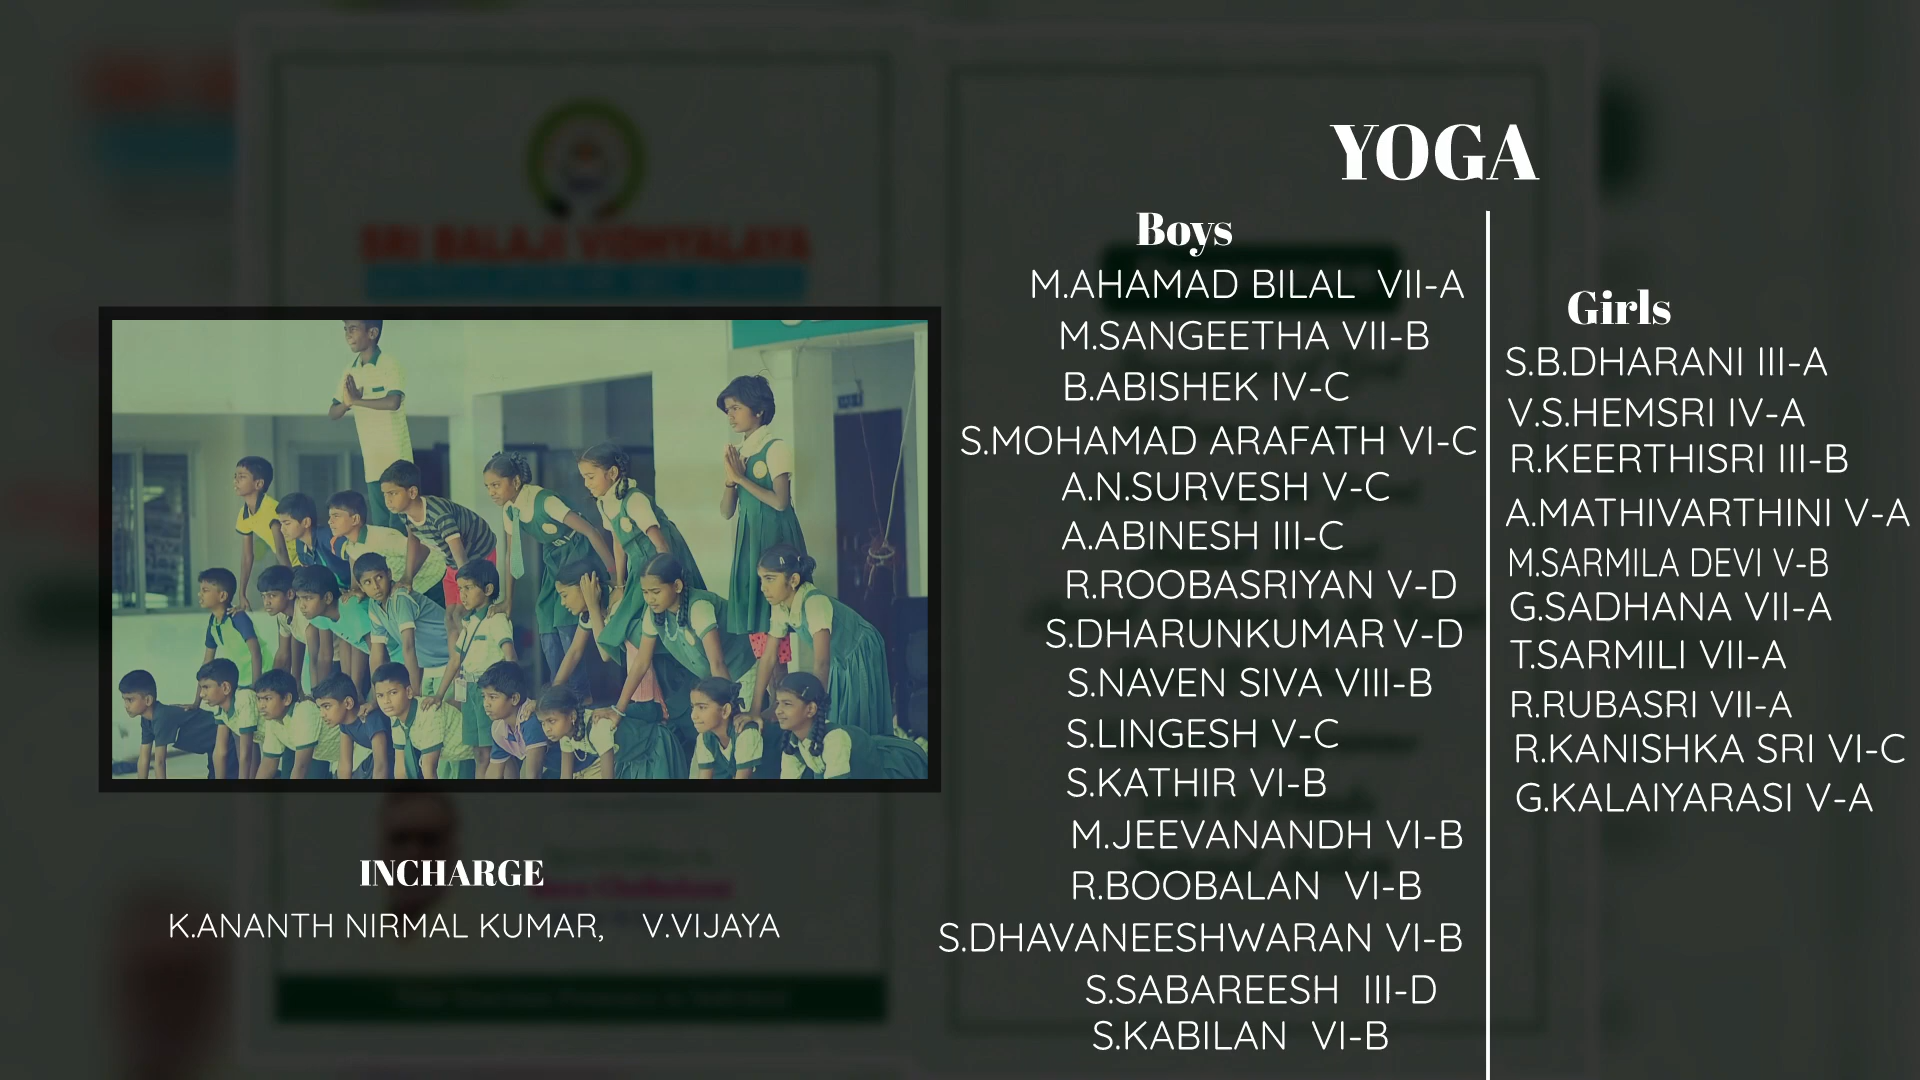 SRI BALAJI VIDHYALAYA
YOGA
Boys
M.AHAMAD BILAL VII-A
M.SANGEETHA VII-B
B.ABISHEK IV-C
S.MOHAMAD ARAFATH VI-C
A.N.SURVESH V-C
A.ABINESH III-C
R.ROOBASRIYAN V-D
S.DHARUNKUMAR V-D
S.NAVEN SIVA VIII-B
S.LINGESH V-C
S.KATHIR VI-B
M.JEEVANANDH VI-B
R.BOOBALAN VI-B
S.DHAVANEESHWARAN VI-B
S.SABAREESH III-D
S.KABILAN VI-B
Girls
S.B.DHARANI III-A
V.S.HEMSRI IV-A
R.KEERTHISRI III-B
A.MATHIVARTHINI V-A
M.SARMILA DEVI V-B
G.SADHANA VII-A
T.SARMILI VII-A
R.RUBASRI VII-A
R.KANISHKA SRI VI-C
G.KALAIYARASI V-A
INCHARGE
K.ANANTH NIRMAL KUMAR, V.VIJAYA